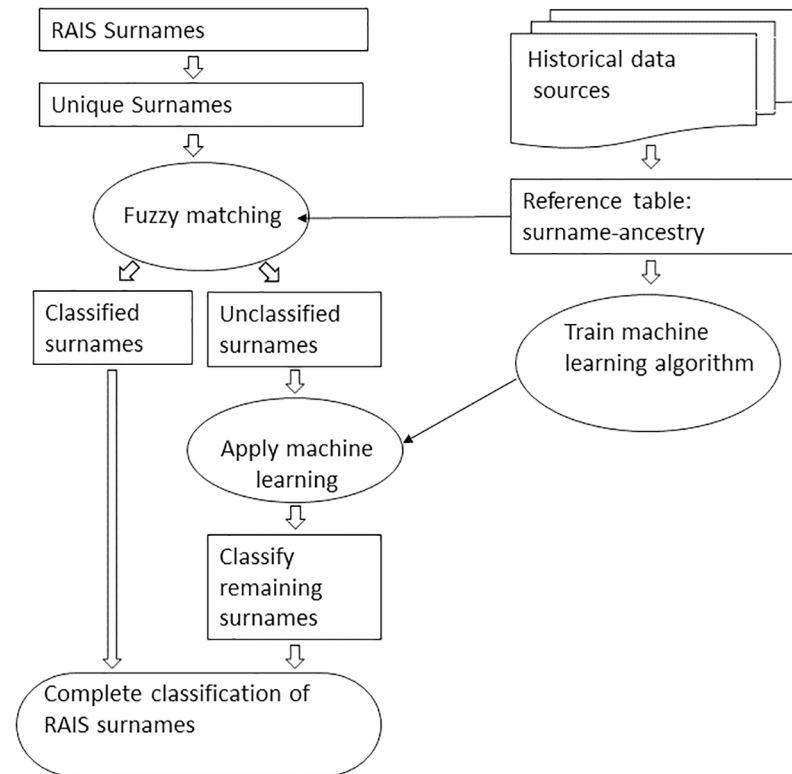 RAIS Surnames
Unique Surnames
Historical data
sources
Fuzzy matching
Reference table:
surname-ancestry
Classified
surnames
Unclassified
surnames
Train machine
learning algorithm
Apply machine
learning
Classify
remaining
surnames
Complete classification of
RAIS surnames